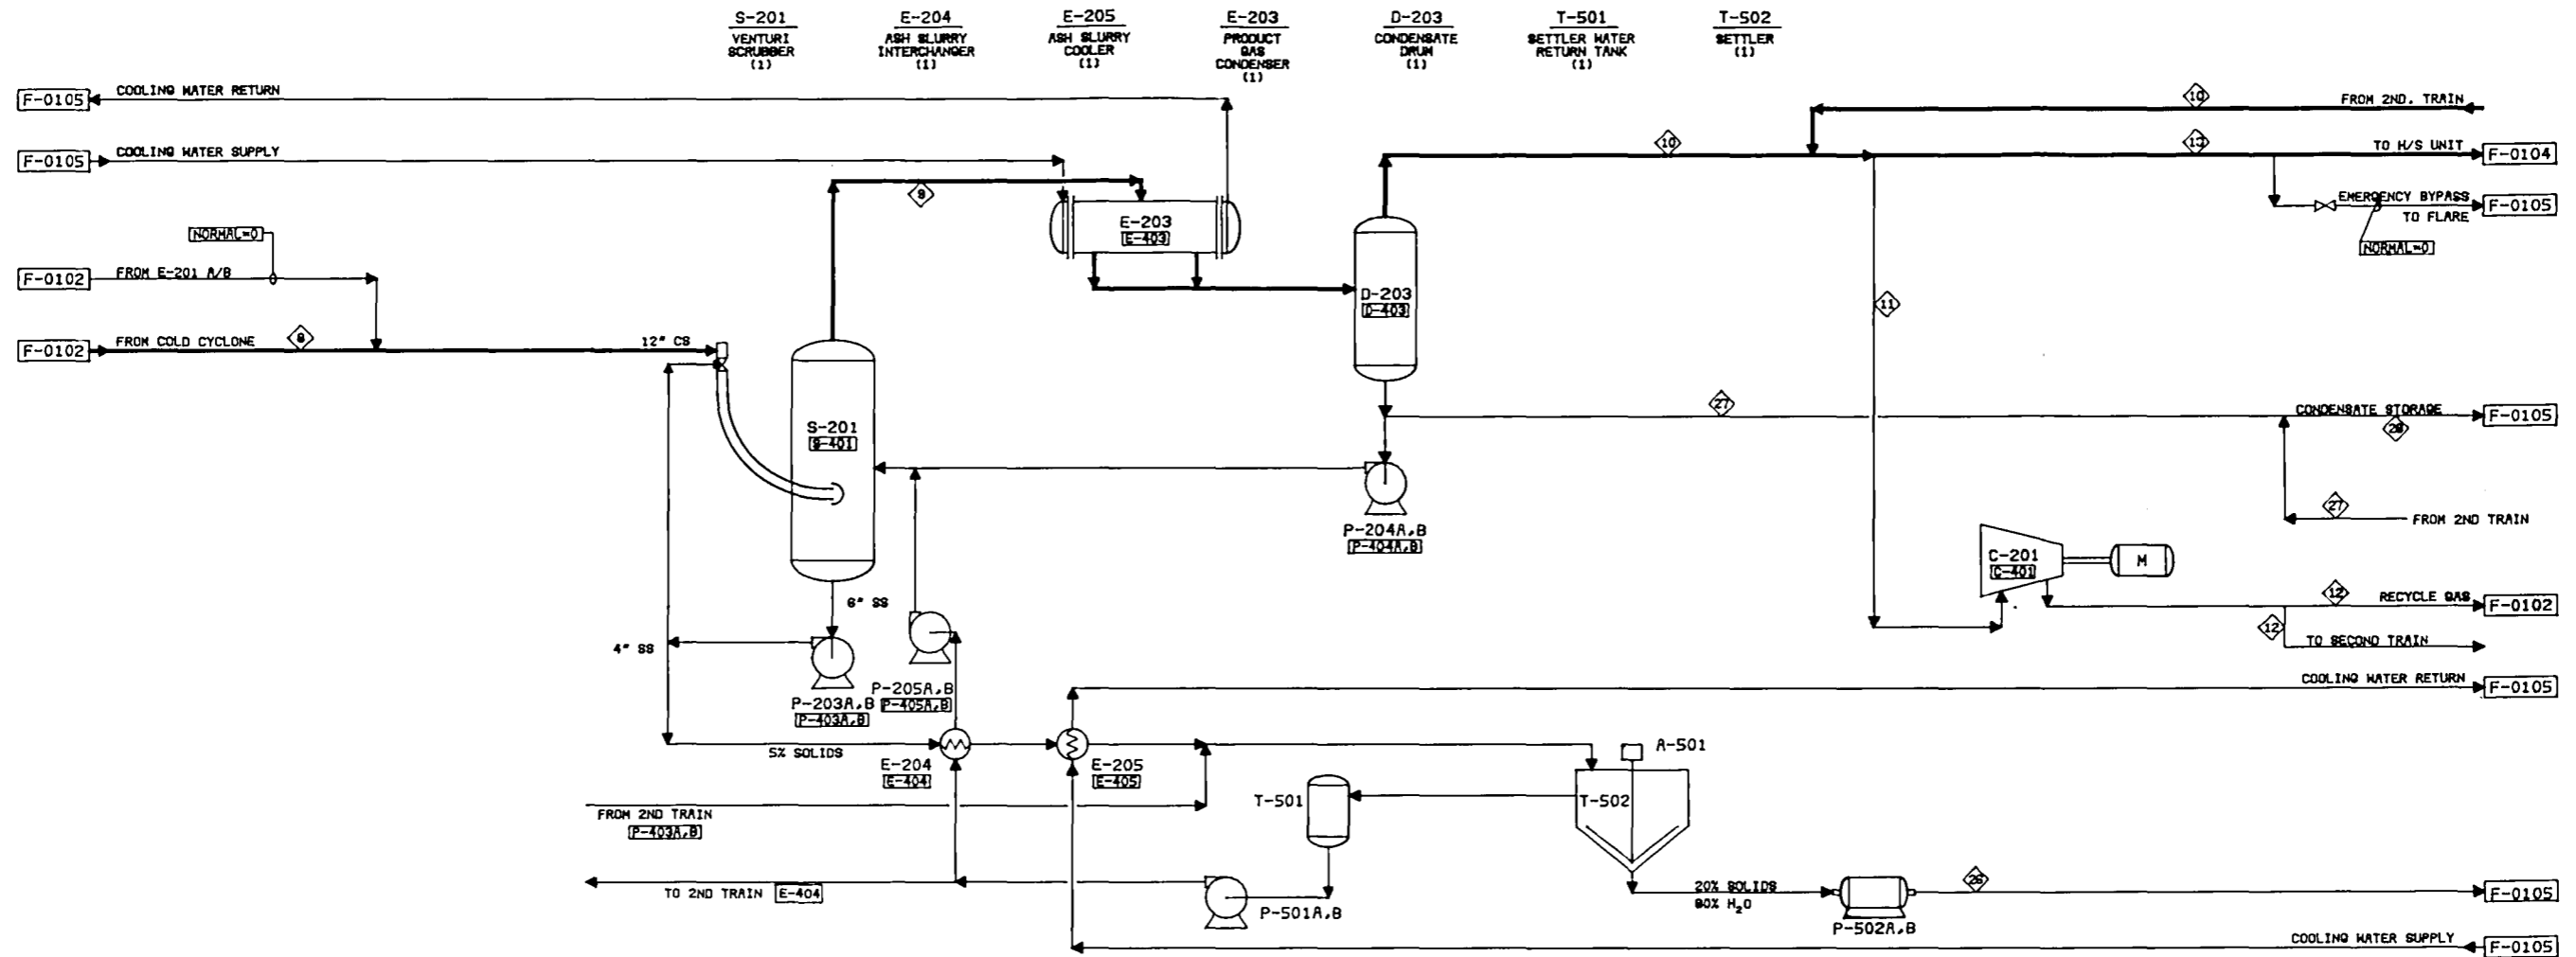 S-201
VENTURI
SCRUBBER
(1)
E-204
ASH SLURRY
INTERCHANGER
(1)
E-205
ASH SLURRY
COOLER
(1)
E-203
PRODUCT
GAS
CONDENSER
(1)
D-203
CONDENSATE
DRUM
(1)
T-501
SETTLER WATER
RETURN TANK
(1)
T-502
SETTLER
(1)
F-0105
COOLING WATER RETURN
10
FROM 2ND. TRAIN
F-0105
COOLING WATER SUPPLY
10
13
TO H/S UNIT
F-0104
9
EMERGENCY BYPASS
TO FLARE
F-0105
NORMAL=0
E-203
E-403
NORMAL=0
F-0102
FROM E-201 A/B
D-203
D-403
11
F-0102
FROM COLD CYCLONE
8
12" CS
27
CONDENSATE STORAGE
28
F-0105
S-201
S-401
P-204A,B
P-404A,B
27
FROM 2ND TRAIN
C-201
C-401
M
6" SS
12
RECYCLE GAS
F-0102
12
TO SECOND TRAIN
4" SS
P-203A,B
P-403A,B
P-205A,B
P-405A,B
COOLING WATER RETURN
F-0105
5% SOLIDS
E-204
E-404
E-205
E-405
A-501
T-501
T-502
FROM 2ND TRAIN
P-403A,B
TO 2ND TRAIN
E-404
P-501A,B
20% SOLIDS
80% H₂O
P-502A,B
26
F-0105
COOLING WATER SUPPLY
F-0105